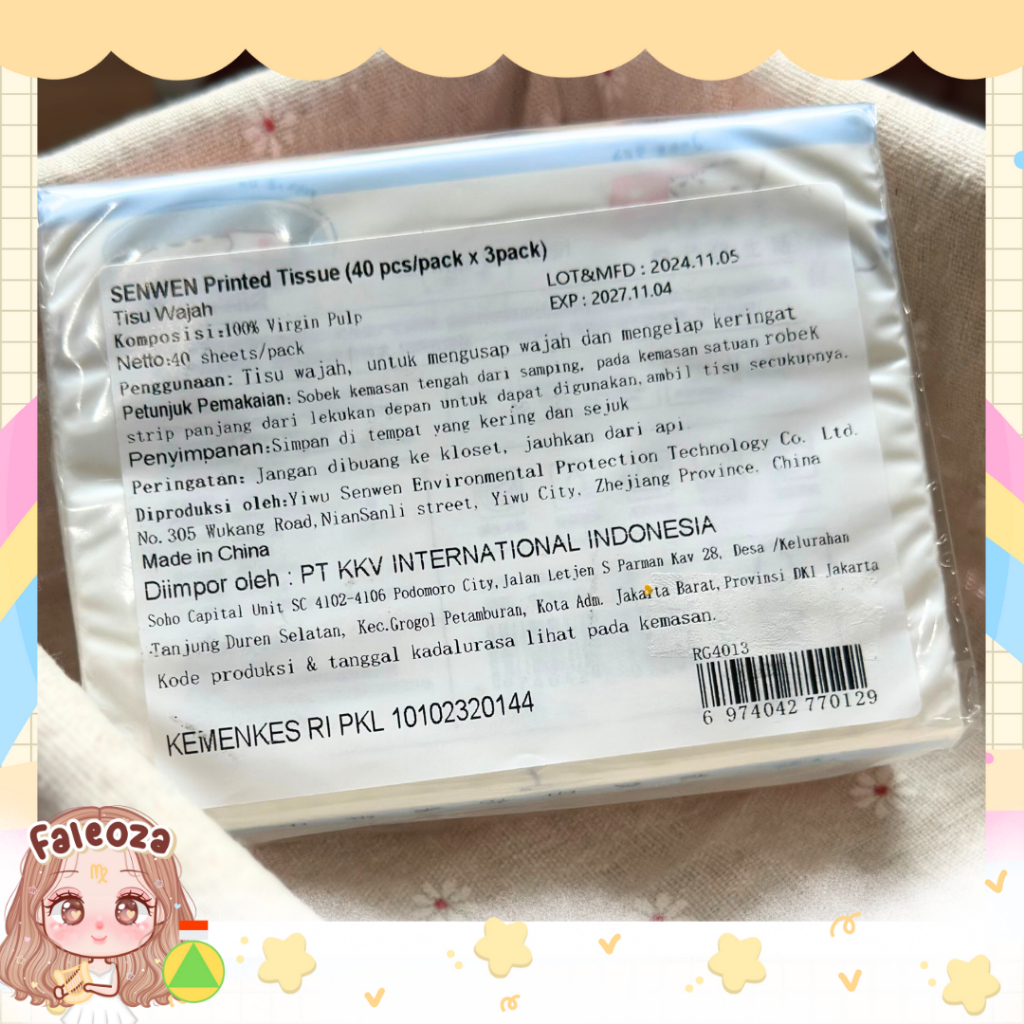 SENWEN Printed Tissue (40 pcs/pack x 3pack)
Tisu Wajah
LOT&MFD : 2024.11.05
EXP : 2027.11.04
Komposisi:100% Virgin Pulp
Netto:40 sheets/pack
Penggunaan: Tisu wajah, untuk mengusap wajah dan mengelap keringat
Petunjuk Pemakaian: Sobek kemasan tengah dari samping, pada kemasan satuan robek
strip panjang dari lekukan depan untuk dapat digunakan, ambil tisu secukupnya.
Penyimpanan:Simpan di tempat yang kering dan sejuk
Peringatan: Jangan dibuang ke kloset, jauhkan dari api.
Diproduksi oleh:Yiwu Senwen Environmental Protection Technology Co. Ltd.
No. 305 Wukang Road,NianSanli street, Yiwu City, Zhejiang Province, China
Made in China
Diimpor oleh : PT KKV INTERNATIONAL INDONESIA
Soho Capital Unit SC 4102-4106 Podomoro City, Jalan Letjen S Parman Kav 28, Desa /Kelurahan
Tanjung Duren Selatan, Kec.Grogol Petamburan, Kota Adm. Jakarta Barat,Provinsi DKI Jakarta
Kode produksi & tanggal kadalurasa lihat pada kemasan.
RG4013
6 974042 770129
KEMENKES RI PKL 10102320144
Faleoza